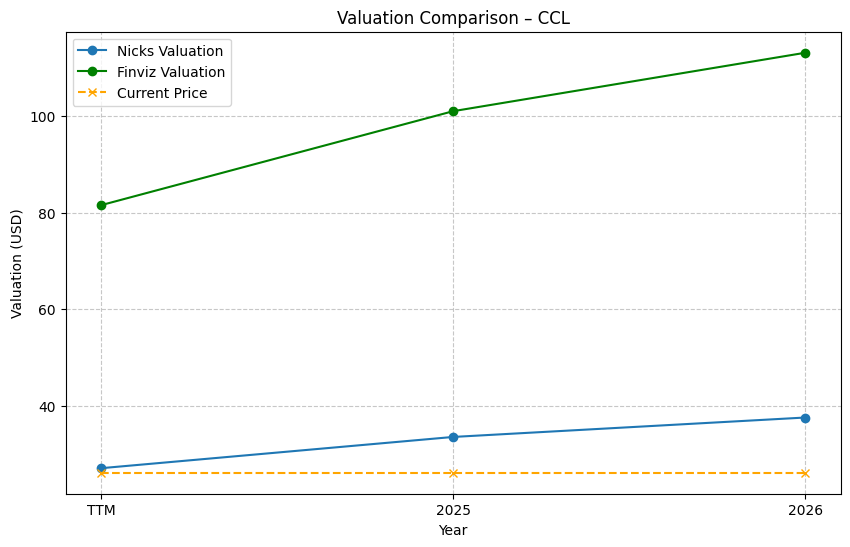 Valuation Comparison – CCL
Nicks Valuation
Finviz Valuation
Current Price
Valuation (USD)
100
80
60
40
TTM
2025
2026
Year